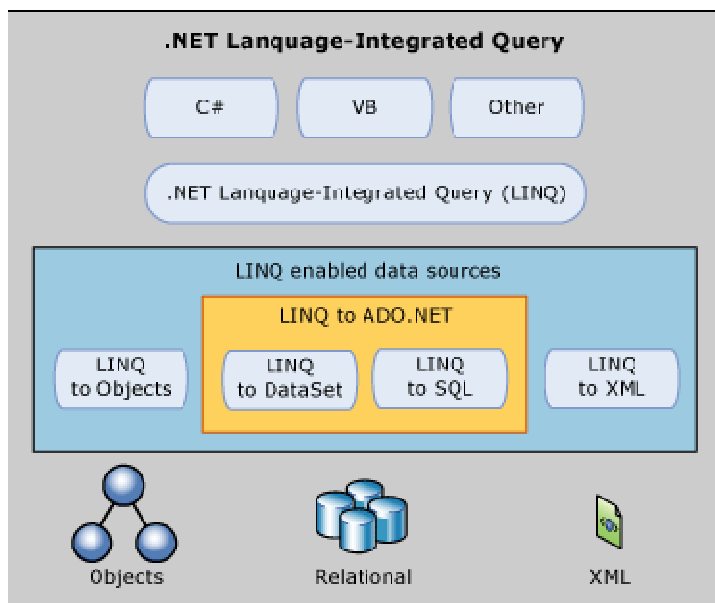 .NET Language-Integrated Query
C#
VB
Other
.NET Language-Integrated Query (LINQ)
LINQ enabled data sources
LINQ to ADO.NET
LINQ
to Objects
LINQ
to DataSet
LINQ
to SQL
LINQ
to XML
Objects
Relational
XML